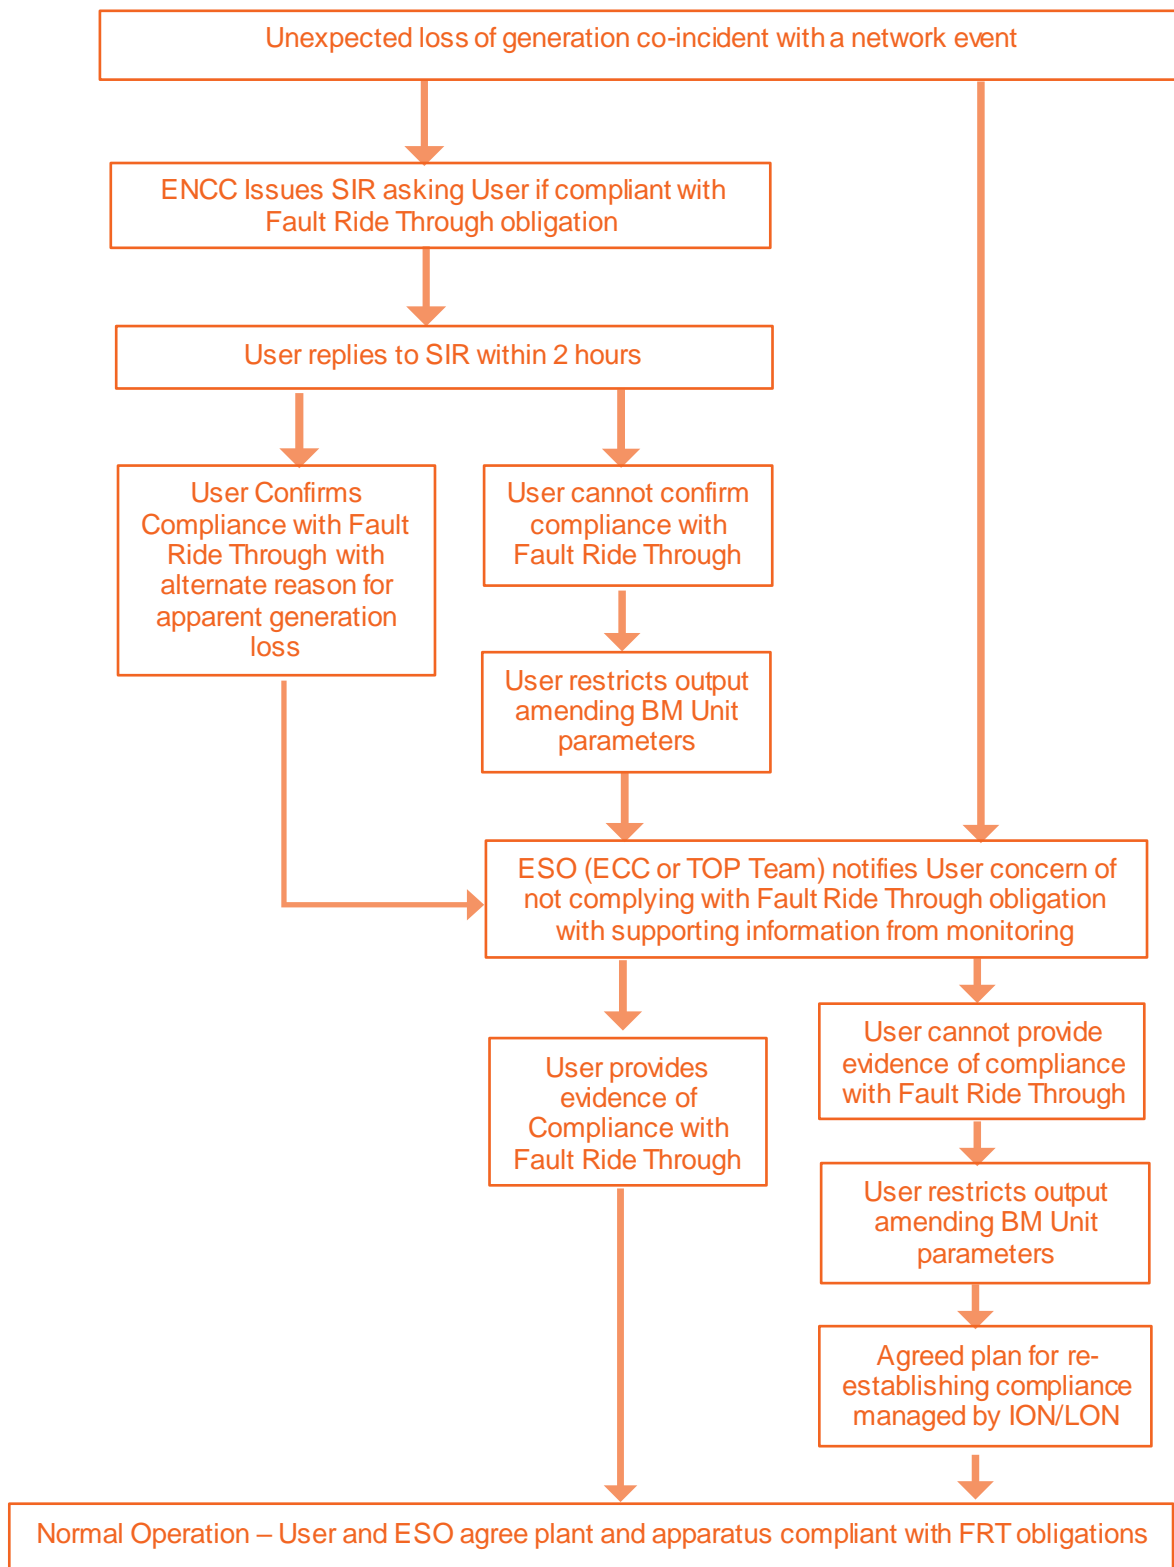 Unexpected loss of generation co-incident with a network event
ENCC Issues SIR asking User if compliant with
Fault Ride Through obligation
User replies to SIR within 2 hours
User Confirms
Compliance with Fault
Ride Through with
alternate reason for
apparent generation
loss
User cannot confirm
compliance with
Fault Ride Through
User restricts output
amending BM Unit
parameters
ESO (ECC or TOP Team) notifies User concern of
not complying with Fault Ride Through obligation
with supporting information from monitoring
User provides
evidence of
Compliance with
Fault Ride Through
User cannot provide
evidence of compliance
with Fault Ride Through
User restricts output
amending BM Unit
parameters
Agreed plan for re-
establishing compliance
managed by ION/LON
Normal Operation – User and ESO agree plant and apparatus compliant with FRT obligations